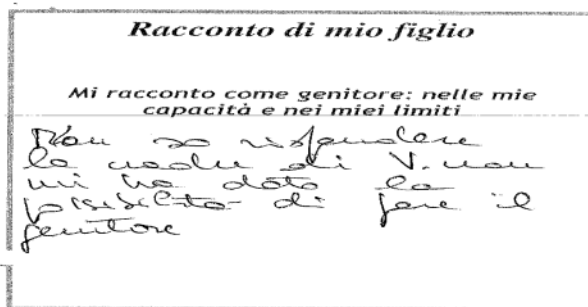 Racconto di mio figlio
Mi racconto come genitore: nelle mie
capacità e nei miei limiti
Non so rispondere
la madre di V. non
mi ha dato la
possibilità di fare il
genitore